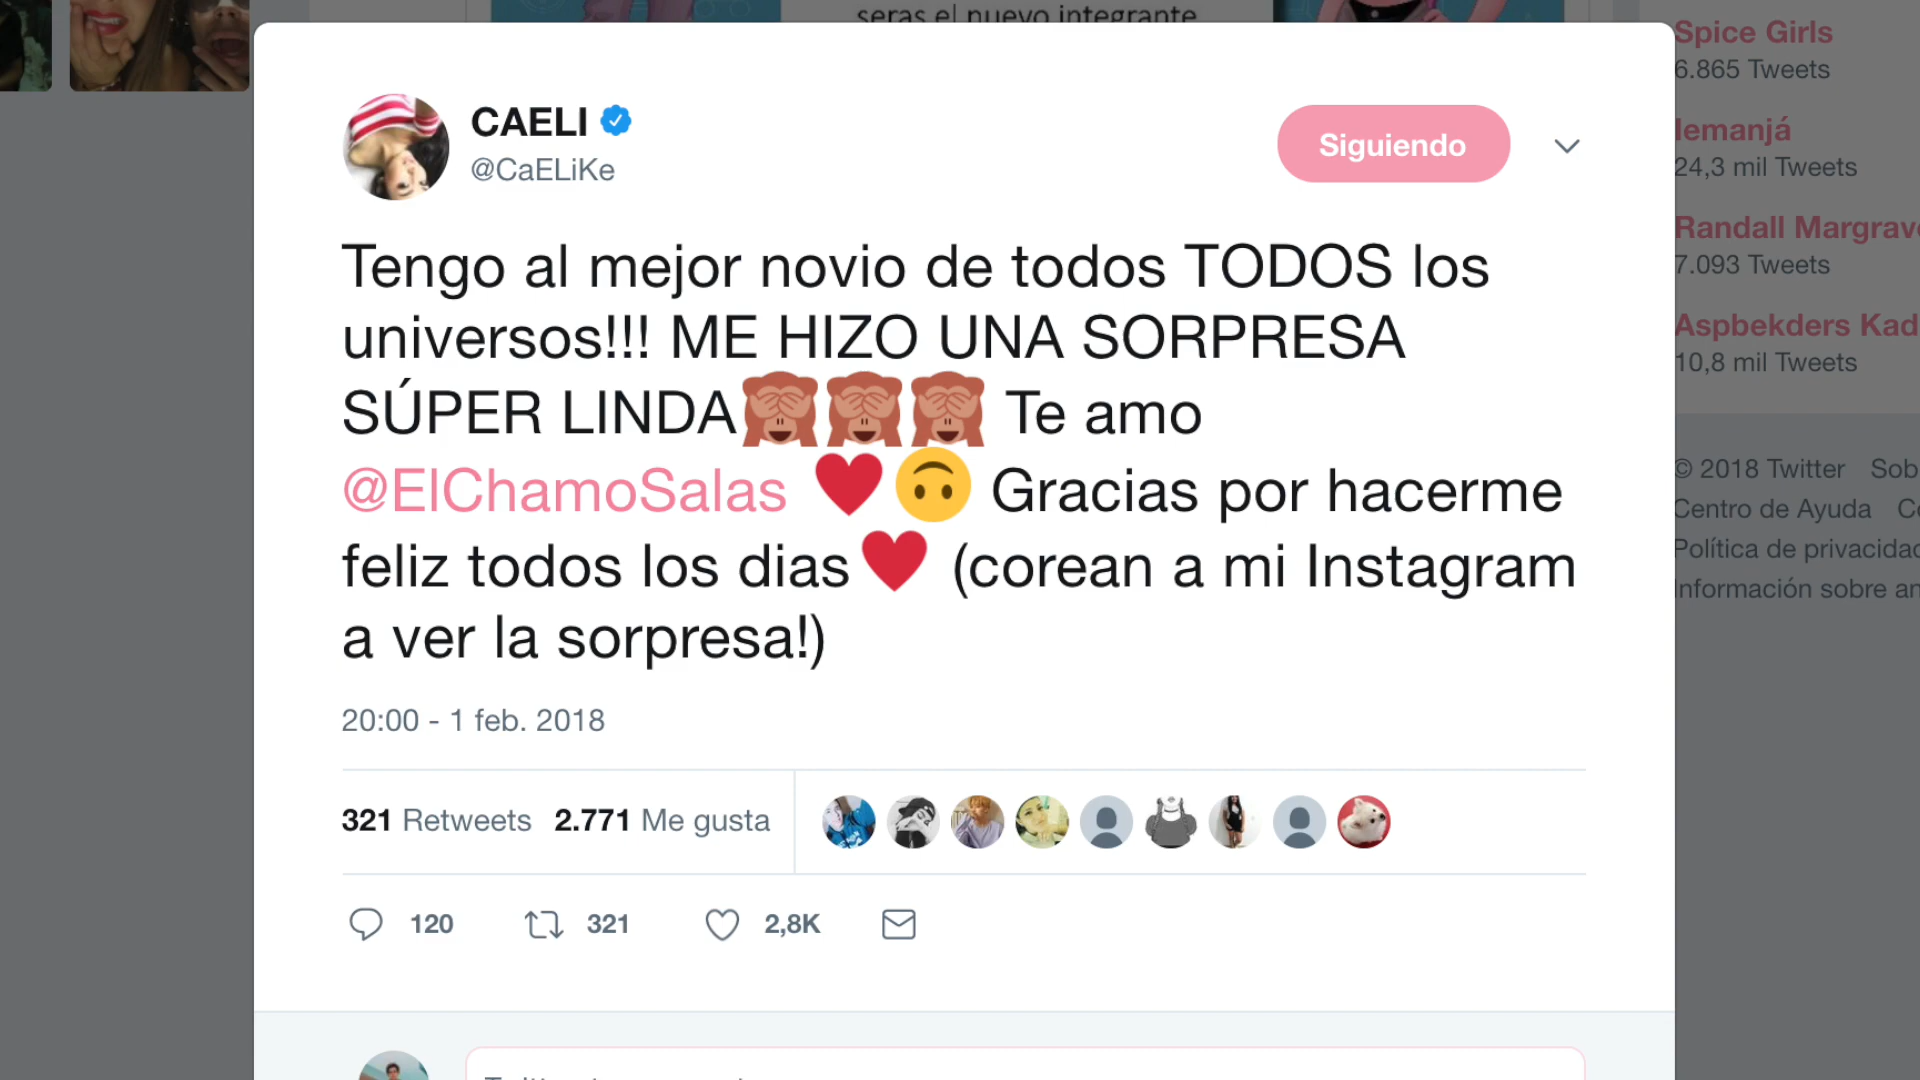 seras el nuevo integrante
CAELI
@CaELiKe
Siguiendo
Tengo al mejor novio de todos TODOS los
universos!!! ME HIZO UNA SORPRESA
SÚPER LINDA🙈🙈🙈 Te amo
@ElChamoSalas ❤️🙃 Gracias por hacerme
feliz todos los dias❤️ (corean a mi Instagram
a ver la sorpresa!)
20:00 - 1 feb. 2018
321 Retweets 2.771 Me gusta
120 321 2,8K
Spice Girls
6.865 Tweets
Iemanjá
24,3 mil Tweets
Randall Margrave
7.093 Tweets
Aspbekders Kad
10,8 mil Tweets
© 2018 Twitter Sob
Centro de Ayuda Co
Política de privacidad
Información sobre an